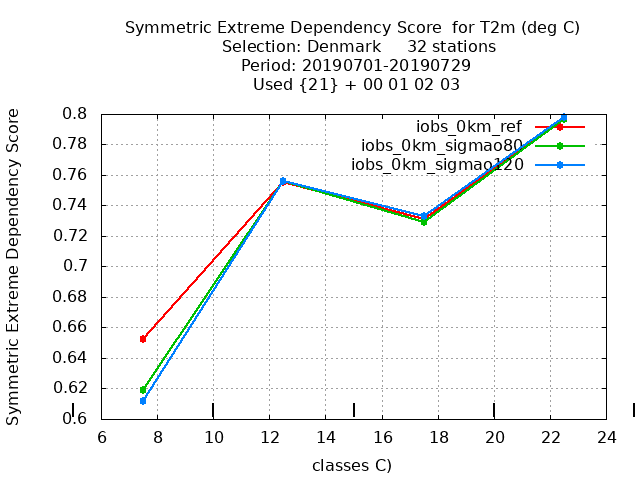 Symmetric Extreme Dependency Score  for T2m (deg C)
Selection: Denmark     32 stations
Period: 20190701-20190729
Used {21} + 00 01 02 03
Symmetric Extreme Dependency Score
0.8
0.78
0.76
0.74
0.72
0.7
0.68
0.66
0.64
0.62
0.6
iobs_0km_ref
iobs_0km_sigmao80
iobs_0km_sigmao120
6 8 10 12 14 16 18 20 22 24
classes C)